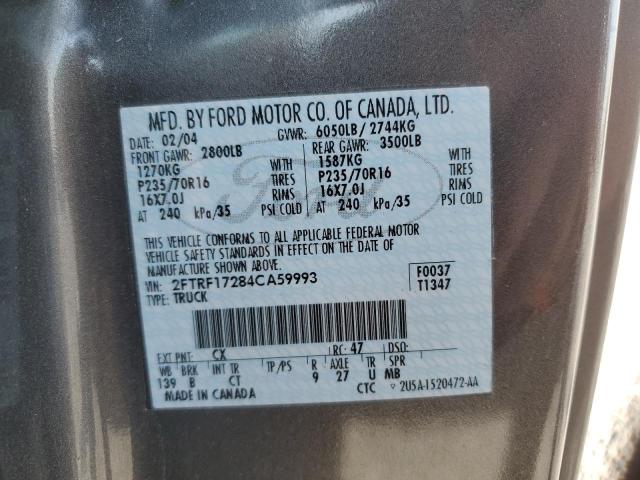 MFD. BY FORD MOTOR CO. OF CANADA, LTD.
DATE: 02/04 GVWR: 6050LB/ 2744KG
FRONT GAWR: 2800LB REAR GAWR: 3500LB
1270KG WITH 1587KG WITH
P235/70R16 TIRES P235/70R16 TIRES
16X7.0J RIMS 16X7.0J RIMS
AT 240 kPa/35 PSI COLD AT 240 kPa/35 PSI COLD
Ford
THIS VEHICLE CONFORMS TO ALL APPLICABLE FEDERAL MOTOR
VEHICLE SAFETY STANDARDS IN EFFECT ON THE DATE OF
MANUFACTURE SHOWN ABOVE.
VIN: 2FTRF17284CA59993 F0037
TYPE: TRUCK T1347
EXT PNT: CX RC: 47 DSO:
WB BRK INT TR TP/PS R AXLE TR SPR
139 B CT 9 27 U MB
MADE IN CANADA CTC 2U5A-1520472-AA